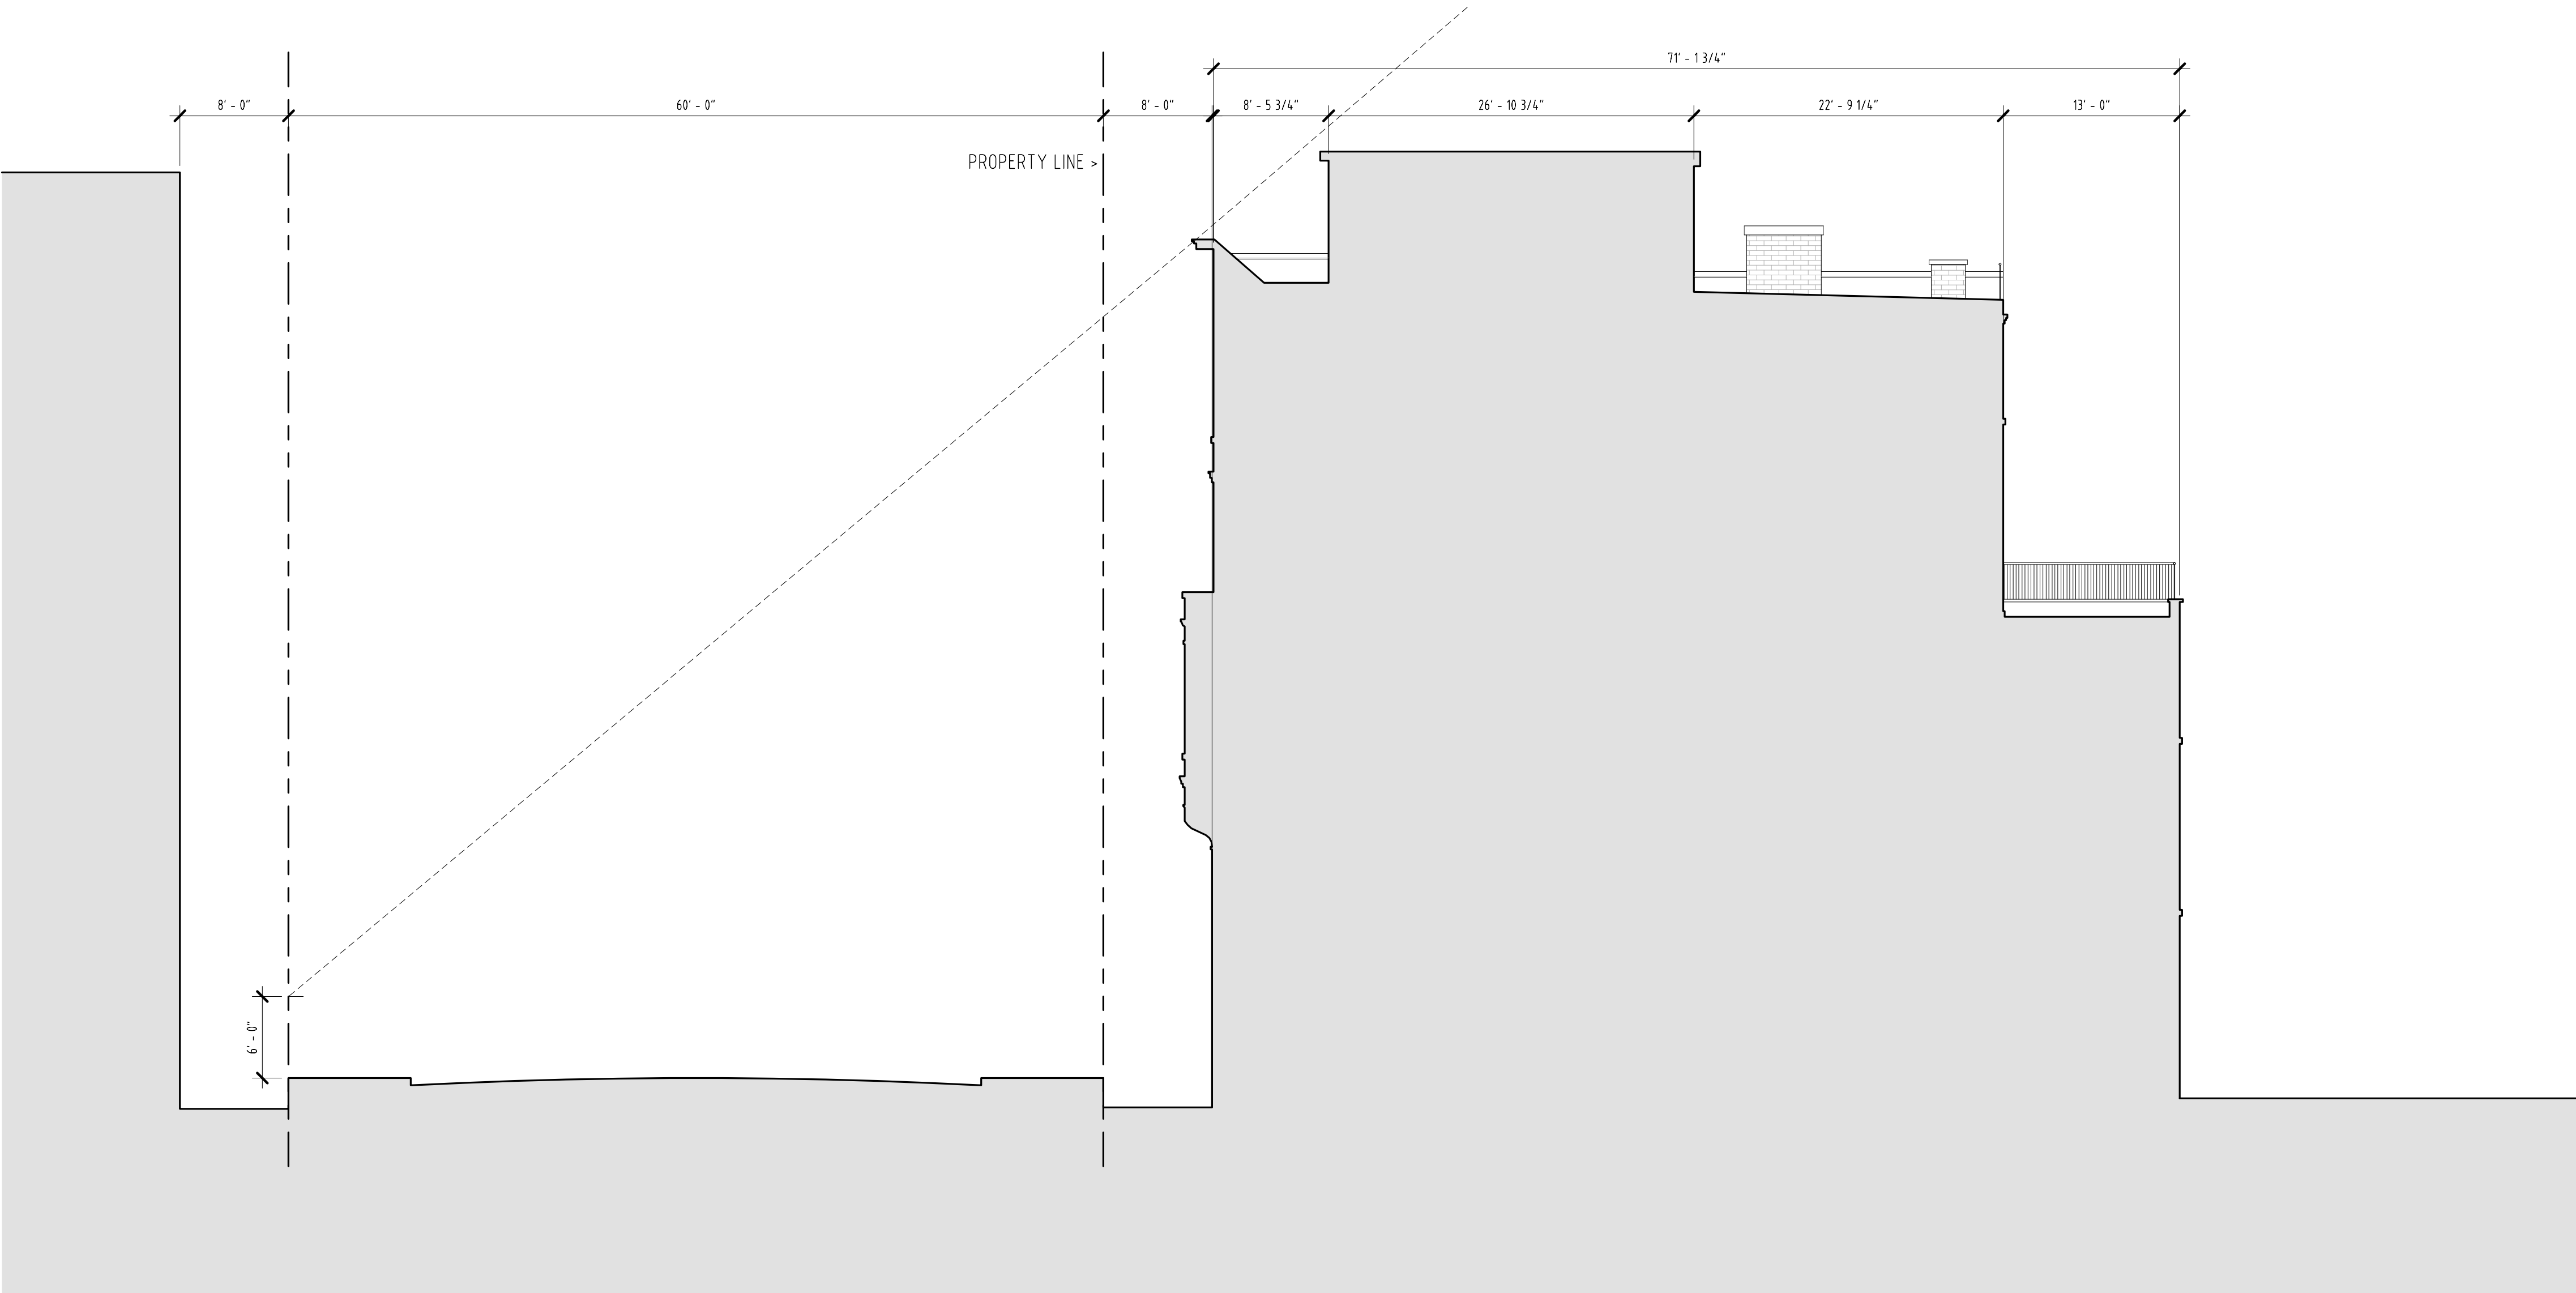 71' - 1 3/4"
8' - 0"
60' - 0"
8' - 0"
8' - 5 3/4"
26' - 10 3/4"
22' - 9 1/4"
13' - 0"
PROPERTY LINE >
6' - 0"